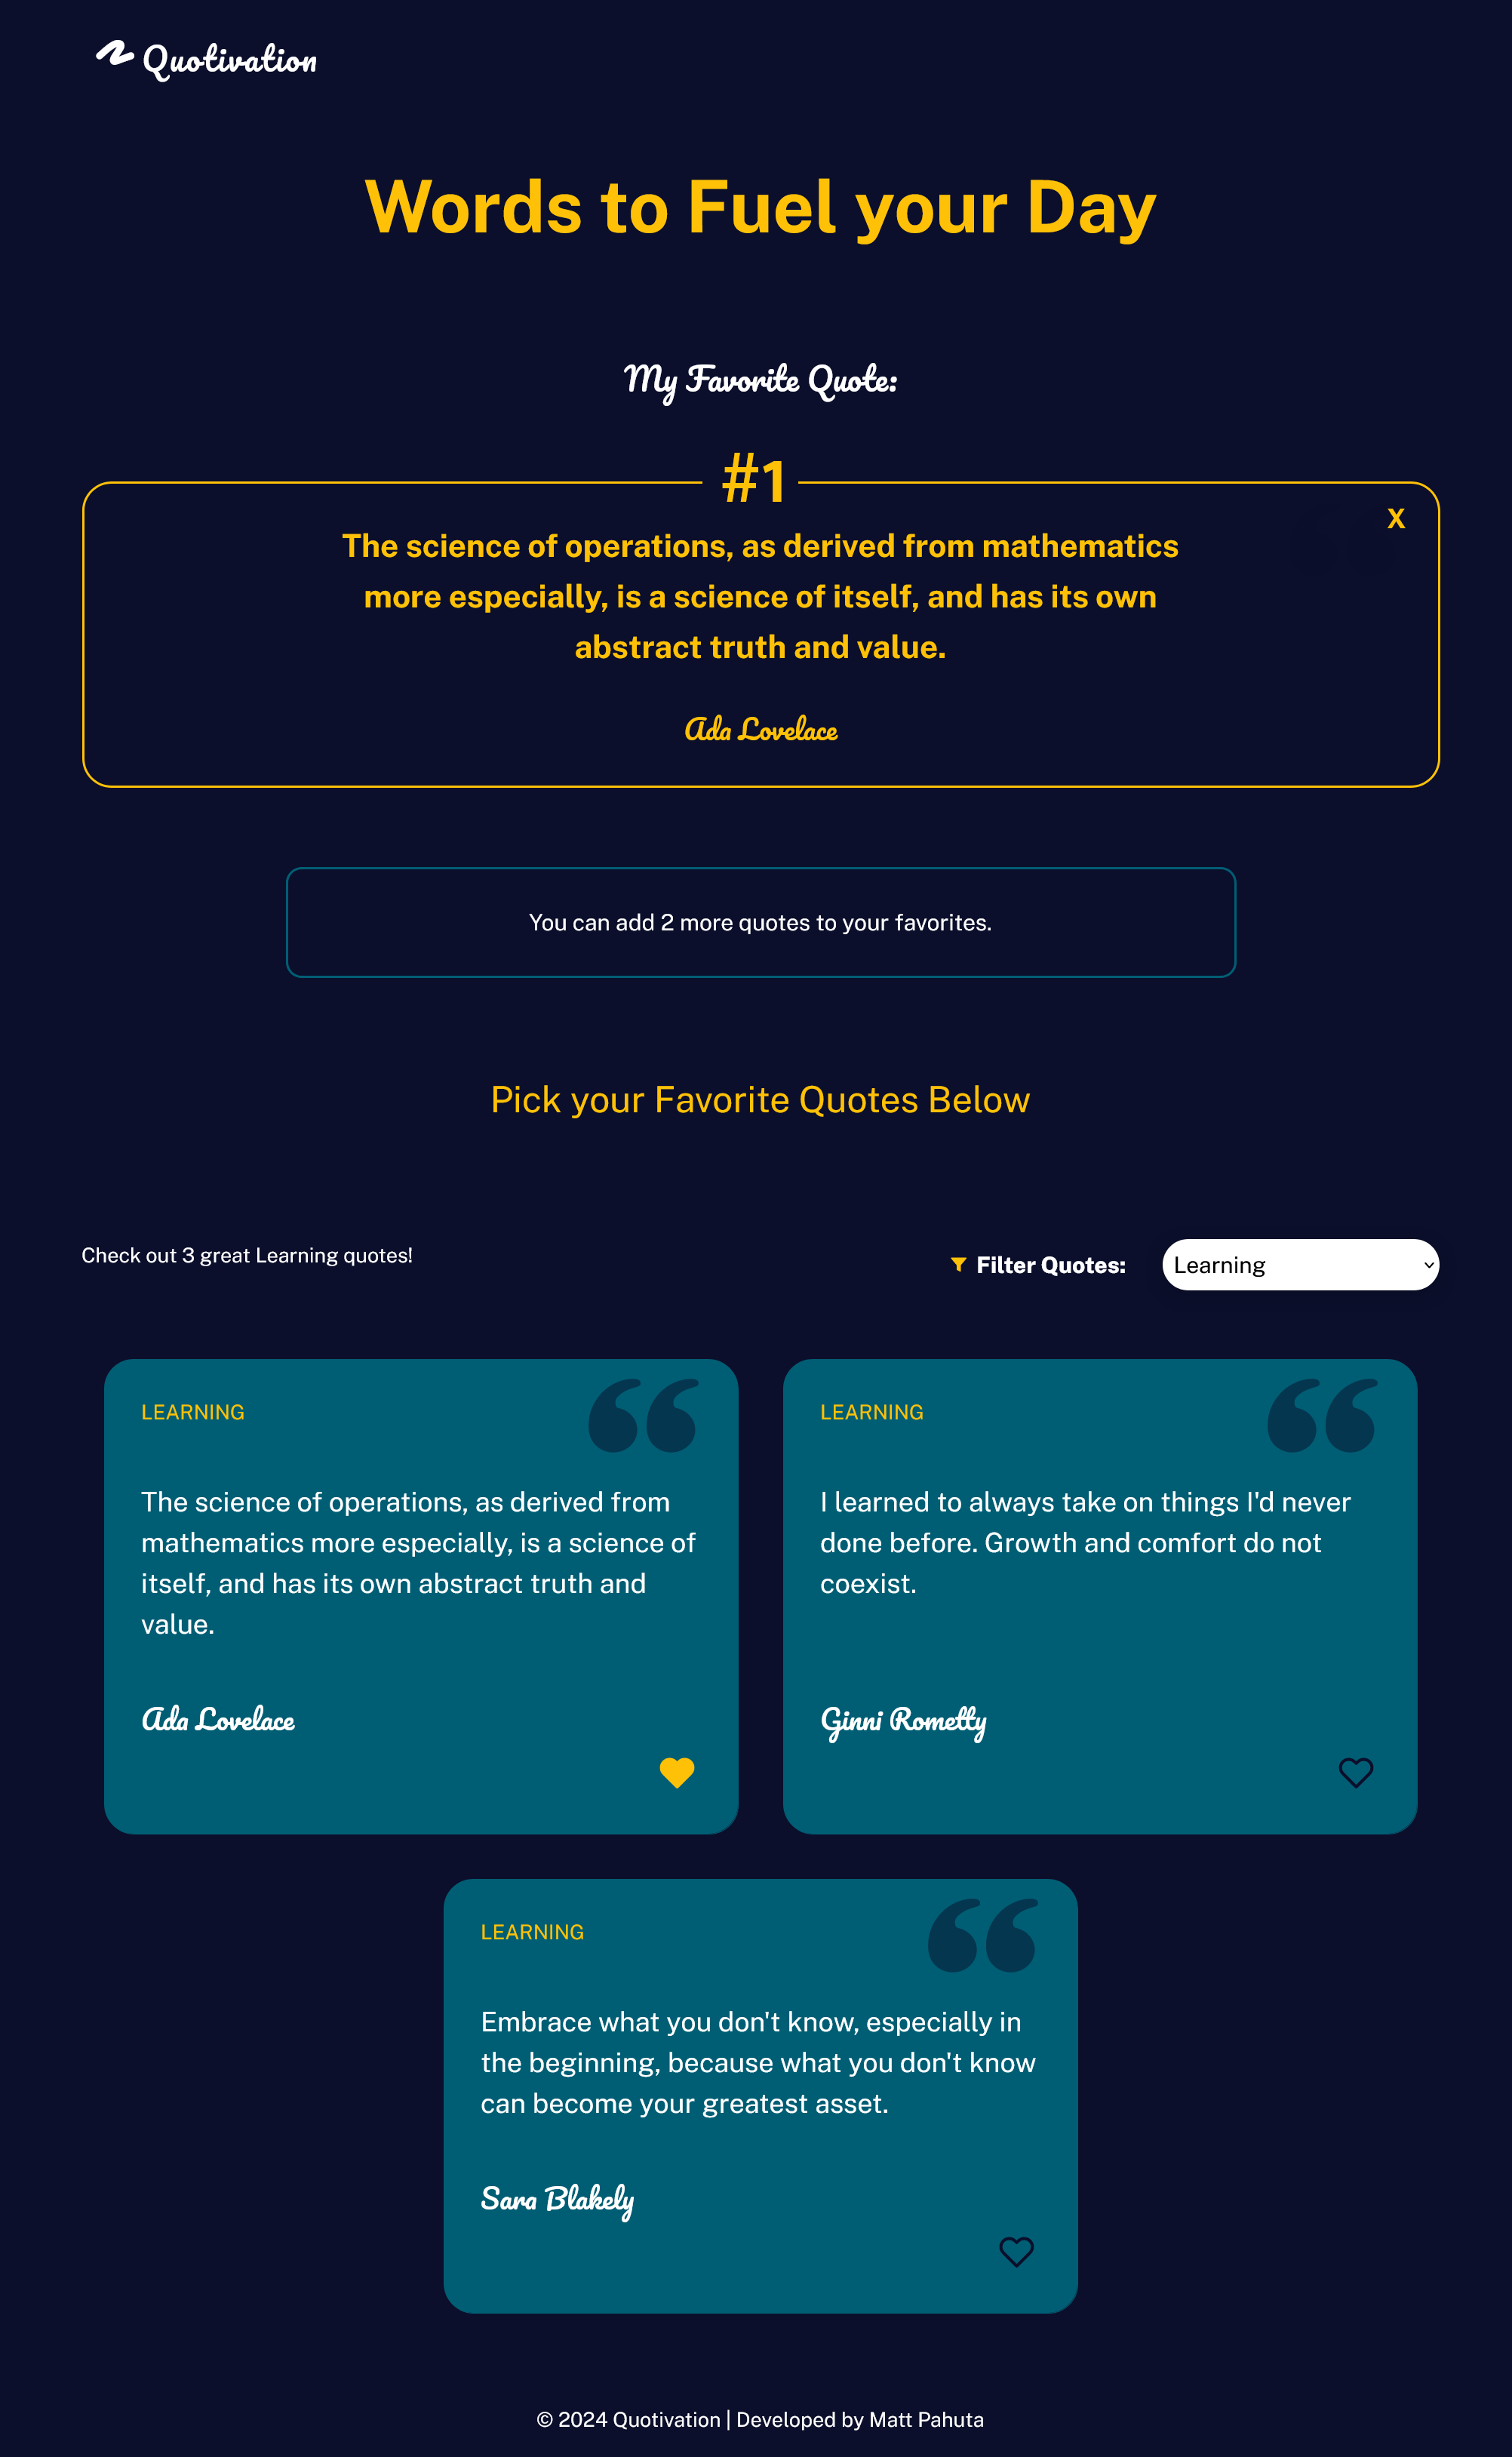 Quotivation
Words to Fuel your Day
My Favorite Quote:
#1
X
The science of operations, as derived from mathematics
more especially, is a science of itself, and has its own
abstract truth and value.
Ada Lovelace
You can add 2 more quotes to your favorites.
Pick your Favorite Quotes Below
Check out 3 great Learning quotes!
Filter Quotes:
Learning
LEARNING
The science of operations, as derived from
mathematics more especially, is a science of
itself, and has its own abstract truth and
value.
Ada Lovelace
LEARNING
I learned to always take on things I'd never
done before. Growth and comfort do not
coexist.
Ginni Rometty
LEARNING
Embrace what you don't know, especially in
the beginning, because what you don't know
can become your greatest asset.
Sara Blakely
© 2024 Quotivation | Developed by Matt Pahuta